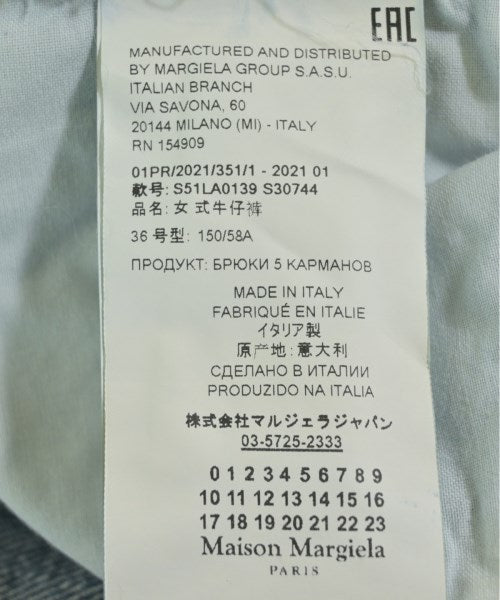 EAC
MANUFACTURED AND DISTRIBUTED
BY MARGIELA GROUP S.A.S.U.
ITALIAN BRANCH
VIA SAVONA, 60
20144 MILANO (MI) - ITALY
RN 154909
01PR/2021/351/1 - 2021 01
款号: S51LA0139 S30744
品名: 女 式牛仔裤
36 号型: 150/58A
ПРОДУКТ: БРЮКИ 5 КАРМАНОВ
MADE IN ITALY
FABRIQUÉ EN ITALIE
イタリア製
原产地: 意大利
СДЕЛАНО В ИТАЛИИ
PRODUZIDO NA ITALIA
株式会社マルジェラジャパン
03-5725-2333
0 1 2 3 4 5 6 7 8 9
10 11 12 13 14 15 16
17 18 19 20 21 22 23
Maison Margiela
PARIS